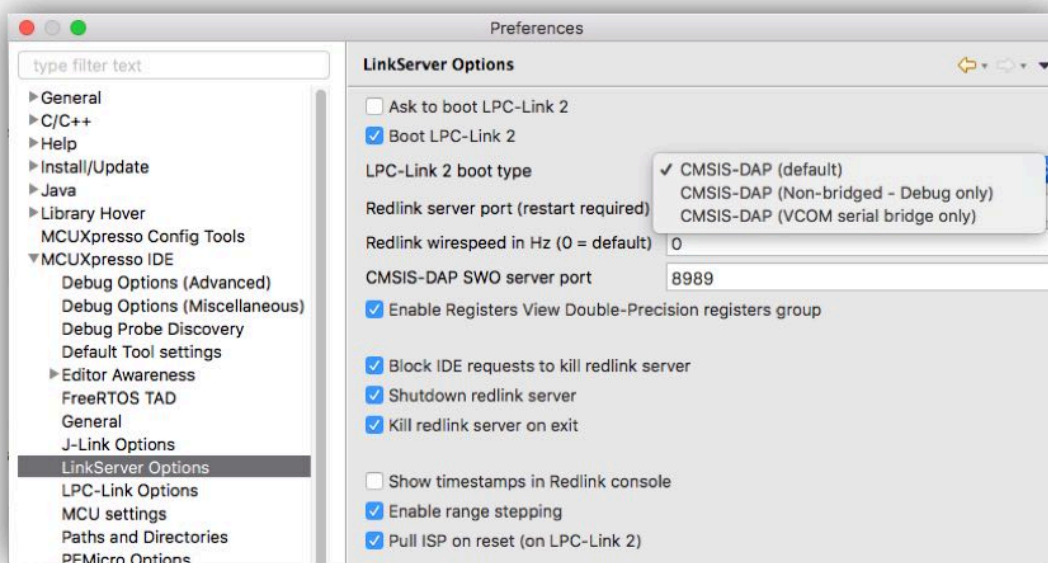 Preferences
type filter text
General
C/C++
Help
Install/Update
Java
Library Hover
MCUXpresso Config Tools
MCUXpresso IDE
Debug Options (Advanced)
Debug Options (Miscellaneous)
Debug Probe Discovery
Default Tool settings
Editor Awareness
FreeRTOS TAD
General
J-Link Options
LinkServer Options
LPC-Link Options
MCU settings
Paths and Directories
PEMicro Options
LinkServer Options
Ask to boot LPC-Link 2
Boot LPC-Link 2
LPC-Link 2 boot type
✓ CMSIS-DAP (default)
CMSIS-DAP (Non-bridged - Debug only)
CMSIS-DAP (VCOM serial bridge only)
Redlink server port (restart required)
Redlink wirespeed in Hz (0 = default) 0
CMSIS-DAP SWO server port 8989
Enable Registers View Double-Precision registers group
Block IDE requests to kill redlink server
Shutdown redlink server
Kill redlink server on exit
Show timestamps in Redlink console
Enable range stepping
Pull ISP on reset (on LPC-Link 2)